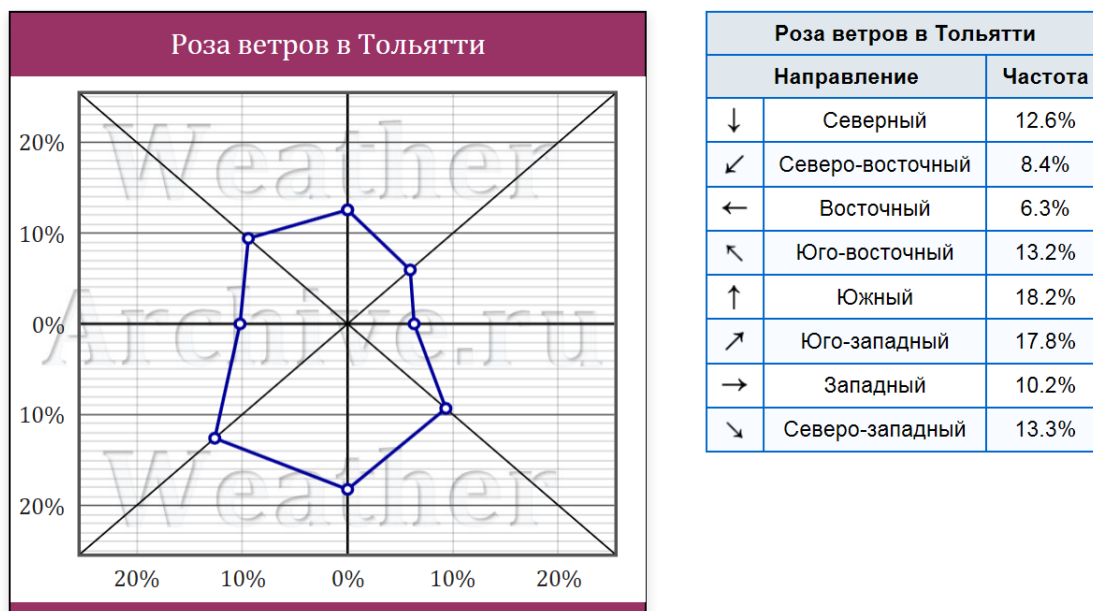 Роза ветров в Тольятти
Weather
Archive.ru
Weather
20%
10%
0%
10%
20%
20% 10% 0% 10% 20%
Роза ветров в Тольятти
Направление Частота
↓ Северный 12.6%
↙ Северо-восточный 8.4%
← Восточный 6.3%
↖ Юго-восточный 13.2%
↑ Южный 18.2%
↗ Юго-западный 17.8%
→ Западный 10.2%
↘ Северо-западный 13.3%